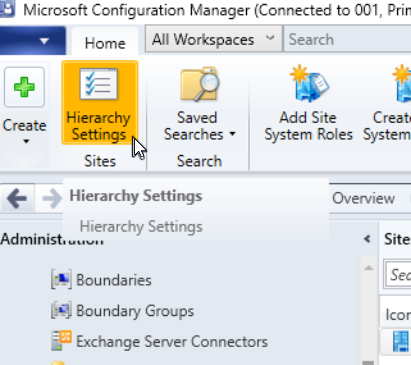 Microsoft Configuration Manager (Connected to 001, Prin
Home
All Workspaces
Search
Create
Hierarchy
Settings
Saved
Searches
Add Site
System Roles
Create
System
Sites
Search
Hierarchy Settings
Hierarchy Settings
Overview
Administration
Site
Sea
Icon
Boundaries
Boundary Groups
Exchange Server Connectors